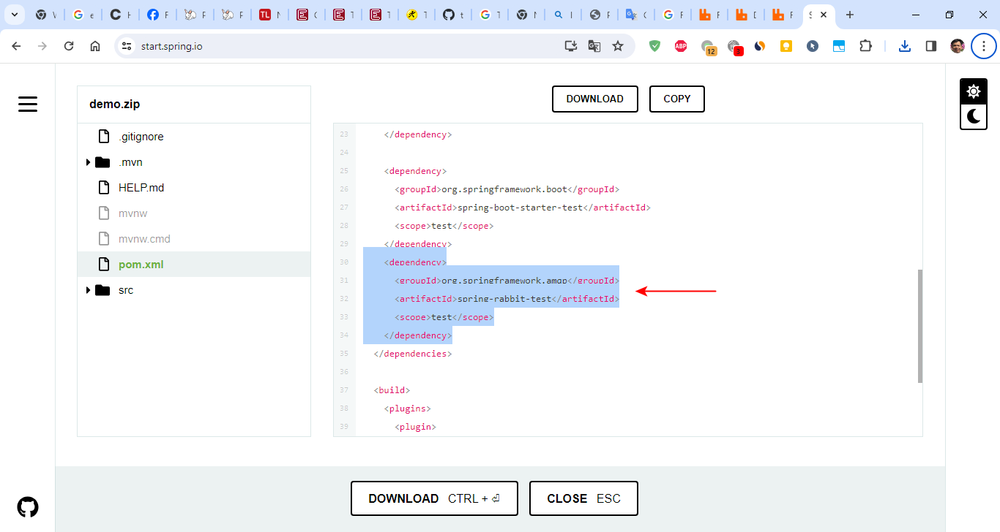 start.spring.io
12
ABP
demo.zip
.gitignore
.mvn
HELP.md
mvnw
mvnw.cmd
pom.xml
src
DOWNLOAD
COPY
23 </dependency>
24
25 <dependency>
26 <groupId>org.springframework.boot</groupId>
27 <artifactId>spring-boot-starter-test</artifactId>
28 <scope>test</scope>
29 </dependency>
30 <dependency>
31 <groupId>org.springframework.amqp</groupId>
32 <artifactId>spring-rabbit-test</artifactId>
33 <scope>test</scope>
34 </dependency>
35 </dependencies>
36
37 <build>
38 <plugins>
39 <plugin>
DOWNLOAD CTRL + ⏎
CLOSE ESC